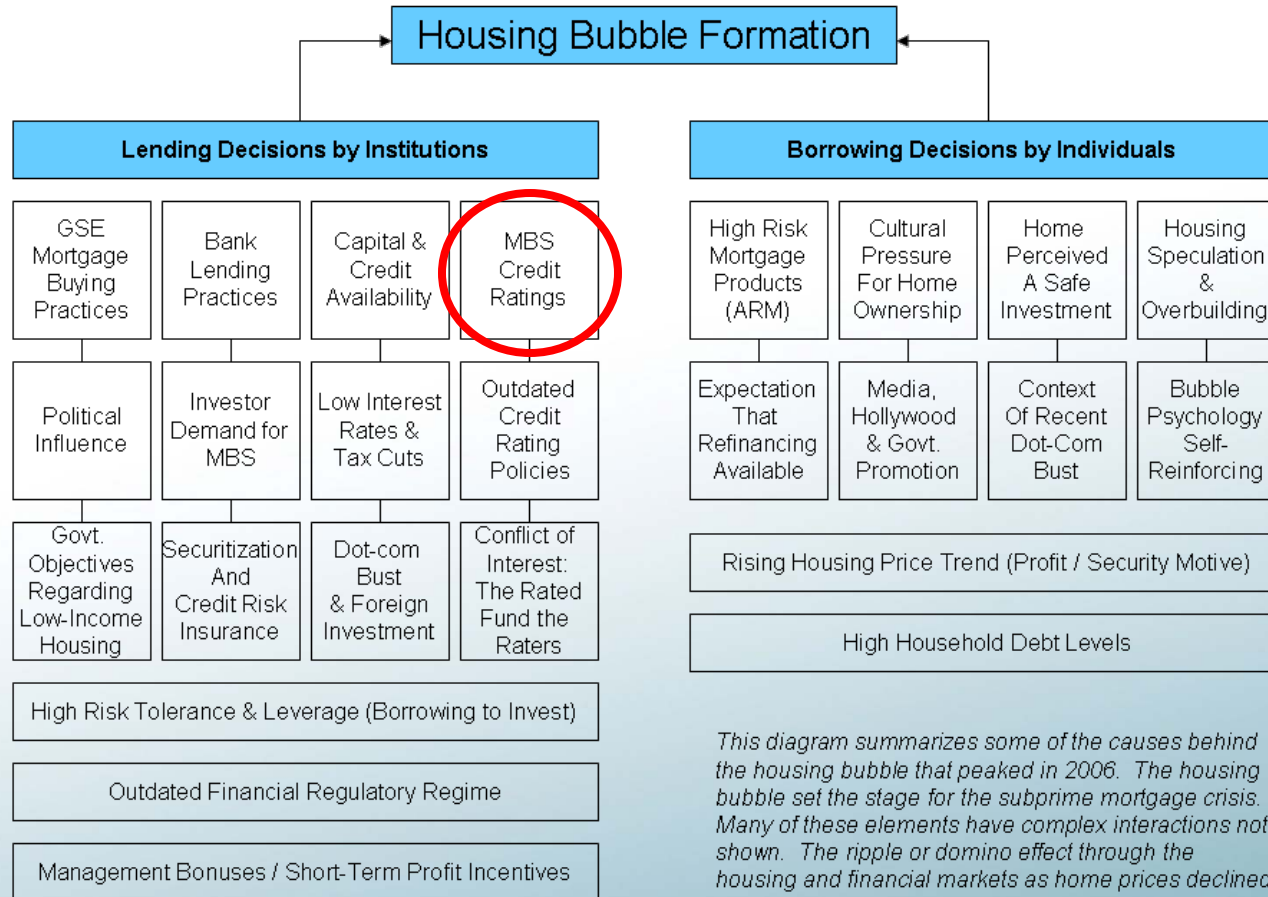 Housing Bubble Formation
Lending Decisions by Institutions
GSE
Mortgage
Buying
Practices
Bank
Lending
Practices
Capital &
Credit
Availability
MBS
Credit
Ratings
Political
Influence
Investor
Demand for
MBS
Low Interest
Rates &
Tax Cuts
Outdated
Credit
Rating
Policies
Govt.
Objectives
Regarding
Low-Income
Housing
Securitization
And
Credit Risk
Insurance
Dot-com
Bust
& Foreign
Investment
Conflict of
Interest:
The Rated
Fund the
Raters
High Risk Tolerance & Leverage (Borrowing to Invest)
Outdated Financial Regulatory Regime
Management Bonuses / Short-Term Profit Incentives
Borrowing Decisions by Individuals
High Risk
Mortgage
Products
(ARM)
Cultural
Pressure
For Home
Ownership
Home
Perceived
A Safe
Investment
Housing
Speculation
&
Overbuilding
Expectation
That
Refinancing
Available
Media,
Hollywood
& Govt.
Promotion
Context
Of Recent
Dot-Com
Bust
Bubble
Psychology
Self-
Reinforcing
Rising Housing Price Trend (Profit / Security Motive)
High Household Debt Levels
This diagram summarizes some of the causes behind
the housing bubble that peaked in 2006. The housing
bubble set the stage for the subprime mortgage crisis.
Many of these elements have complex interactions not
shown. The ripple or domino effect through the
housing and financial markets as home prices declined